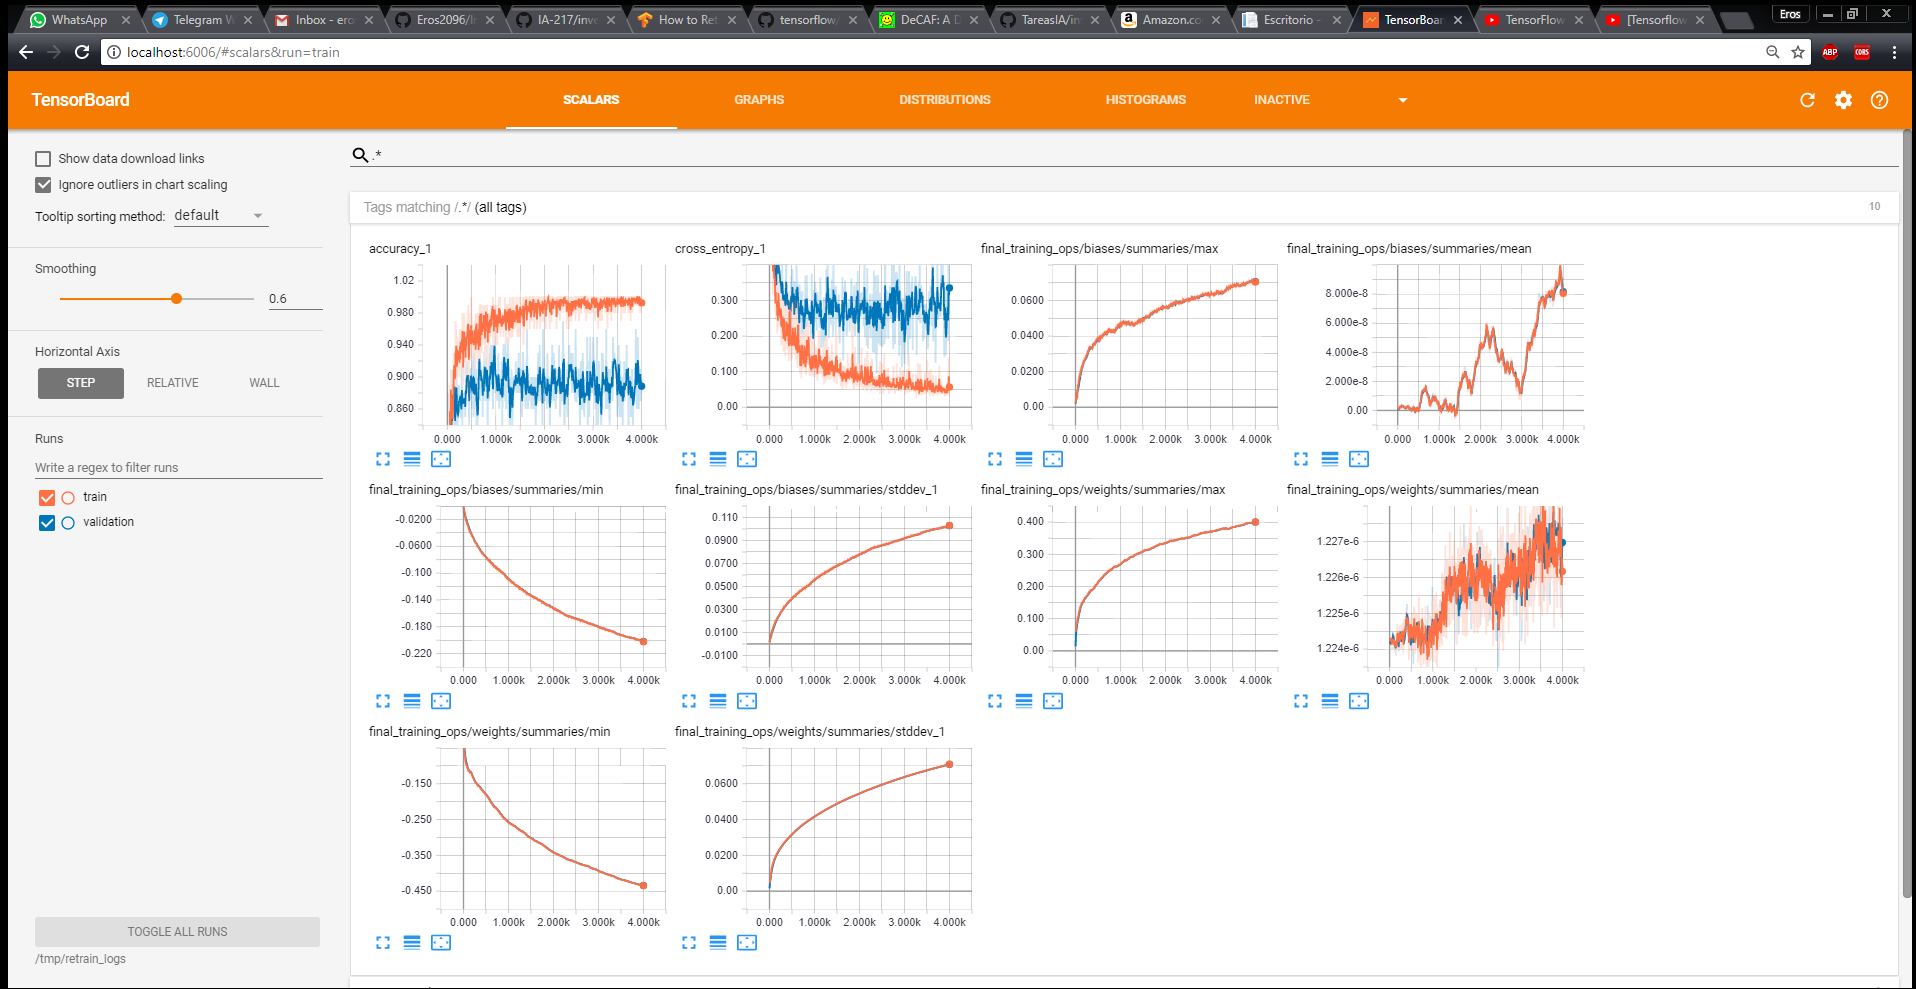 WhatsApp
Telegram W
Inbox - ero
Eros2096/I
IA-217/inve
How to Ret
tensorflow/
DeCAF: A D
TareasIA/in
Amazon.co
Escritorio -
TensorBoar
TensorFlow
[Tensorflow
Eros
localhost:6006/#scalars&run=train
ABP
CORS
TensorBoard
SCALARS
GRAPHS
DISTRIBUTIONS
HISTOGRAMS
INACTIVE
Show data download links
Ignore outliers in chart scaling
Tooltip sorting method: default
Smoothing
0.6
Horizontal Axis
STEP RELATIVE WALL
Runs
Write a regex to filter runs
train
validation
TOGGLE ALL RUNS
/tmp/retrain_logs
.*
Tags matching /.*/ (all tags)
10
accuracy_1
1.02
0.980
0.940
0.900
0.860
0.000 1.000k 2.000k 3.000k 4.000k
cross_entropy_1
0.300
0.200
0.100
0.00
0.000 1.000k 2.000k 3.000k 4.000k
final_training_ops/biases/summaries/max
0.0600
0.0400
0.0200
0.00
0.000 1.000k 2.000k 3.000k 4.000k
final_training_ops/biases/summaries/mean
8.000e-8
6.000e-8
4.000e-8
2.000e-8
0.00
0.000 1.000k 2.000k 3.000k 4.000k
final_training_ops/biases/summaries/min
-0.0200
-0.0600
-0.100
-0.140
-0.180
-0.220
0.000 1.000k 2.000k 3.000k 4.000k
final_training_ops/biases/summaries/stddev_1
0.110
0.0900
0.0700
0.0500
0.0300
0.0100
-0.0100
0.000 1.000k 2.000k 3.000k 4.000k
final_training_ops/weights/summaries/max
0.400
0.300
0.200
0.100
0.00
0.000 1.000k 2.000k 3.000k 4.000k
final_training_ops/weights/summaries/mean
1.227e-6
1.226e-6
1.225e-6
1.224e-6
0.000 1.000k 2.000k 3.000k 4.000k
final_training_ops/weights/summaries/min
-0.150
-0.250
-0.350
-0.450
0.000 1.000k 2.000k 3.000k 4.000k
final_training_ops/weights/summaries/stddev_1
0.0600
0.0400
0.0200
0.00
0.000 1.000k 2.000k 3.000k 4.000k